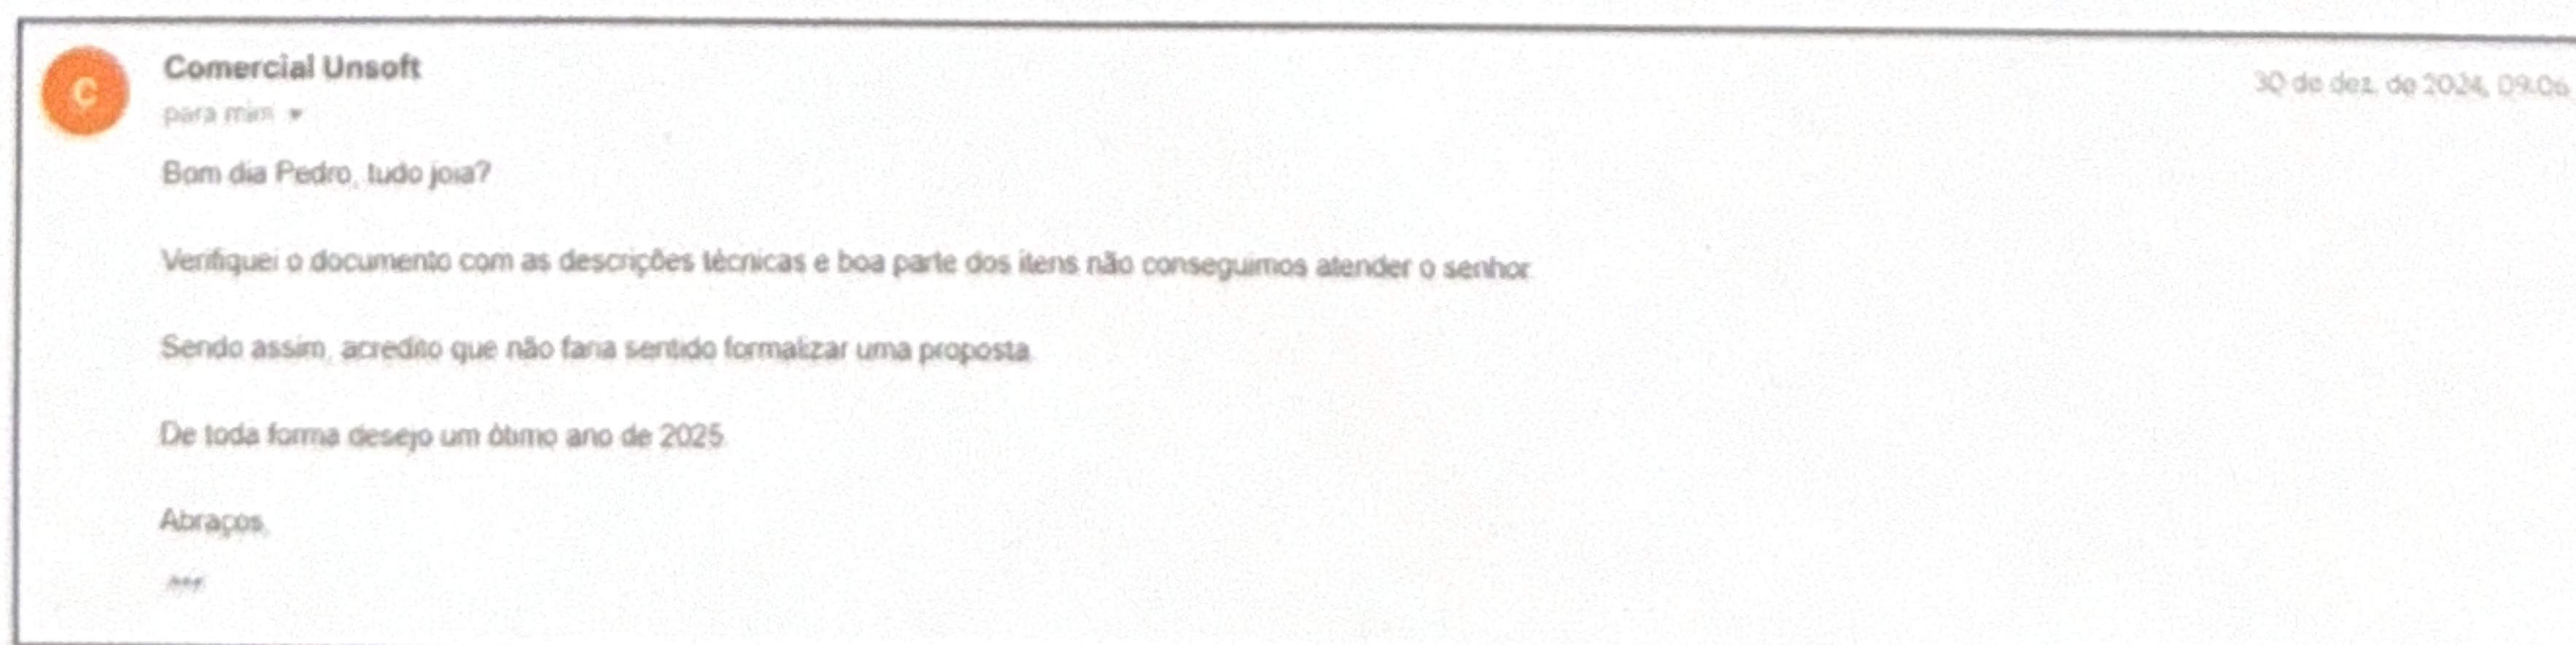 C
Comercial Unsoft
30 de dez. de 2024, 09:06
para mim
Bom dia Pedro, tudo joia?
Verifiquei o documento com as descrições técnicas e boa parte dos itens não conseguimos atender o senhor.
Sendo assim, acredito que não faria sentido formalizar uma proposta.
De toda forma desejo um ótimo ano de 2025.
Abraços,